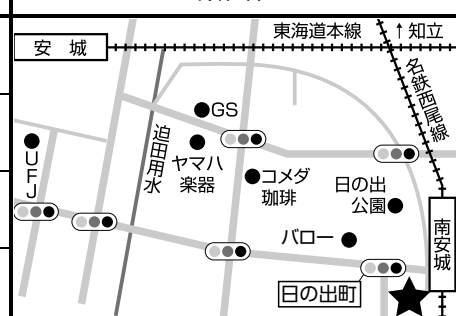 東海道本線
↑知立
安 城
名鉄西尾線
GS
迫田用水
ヤマハ
楽器
UFJ
コメダ
珈琲
日の出
公園
バロー
南安城
日の出町